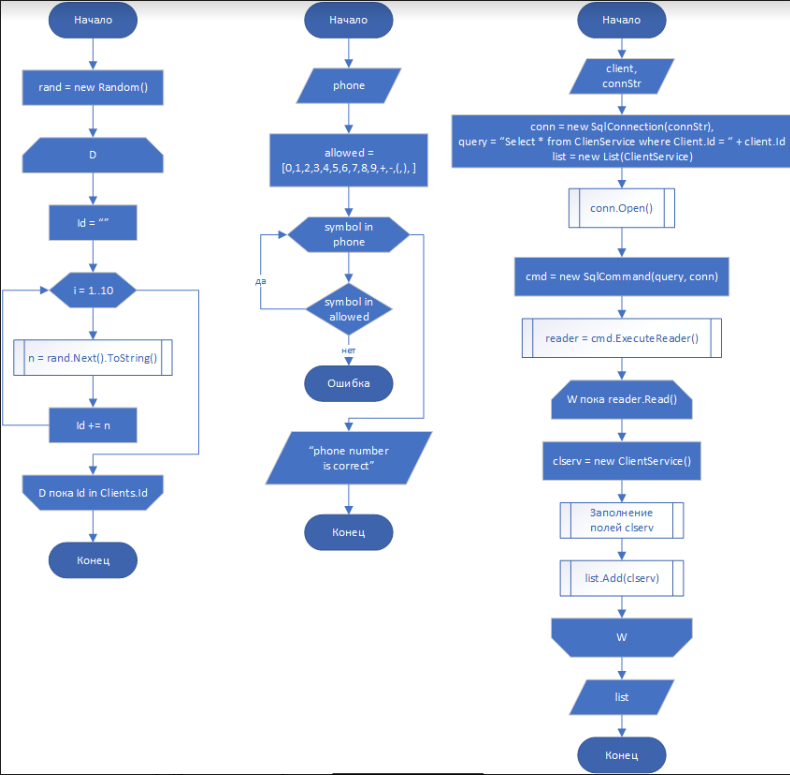 Начало
rand = new Random()
D
Id = “”
i = 1..10
n = rand.Next().ToString()
Id += n
D пока Id in Clients.Id
Конец
Начало
phone
allowed =
[0,1,2,3,4,5,6,7,8,9,+,-,(,), ]
symbol in
phone
да
symbol in
allowed
нет
Ошибка
“phone number
is correct”
Конец
Начало
client,
connStr
conn = new SqlConnection(connStr),
query = “Select * from ClienService where Client.Id = “ + client.Id
list = new List(ClientService)
conn.Open()
cmd = new SqlCommand(query, conn)
reader = cmd.ExecuteReader()
W пока reader.Read()
clserv = new ClientService()
Заполнение
полей clserv
list.Add(clserv)
W
list
Конец